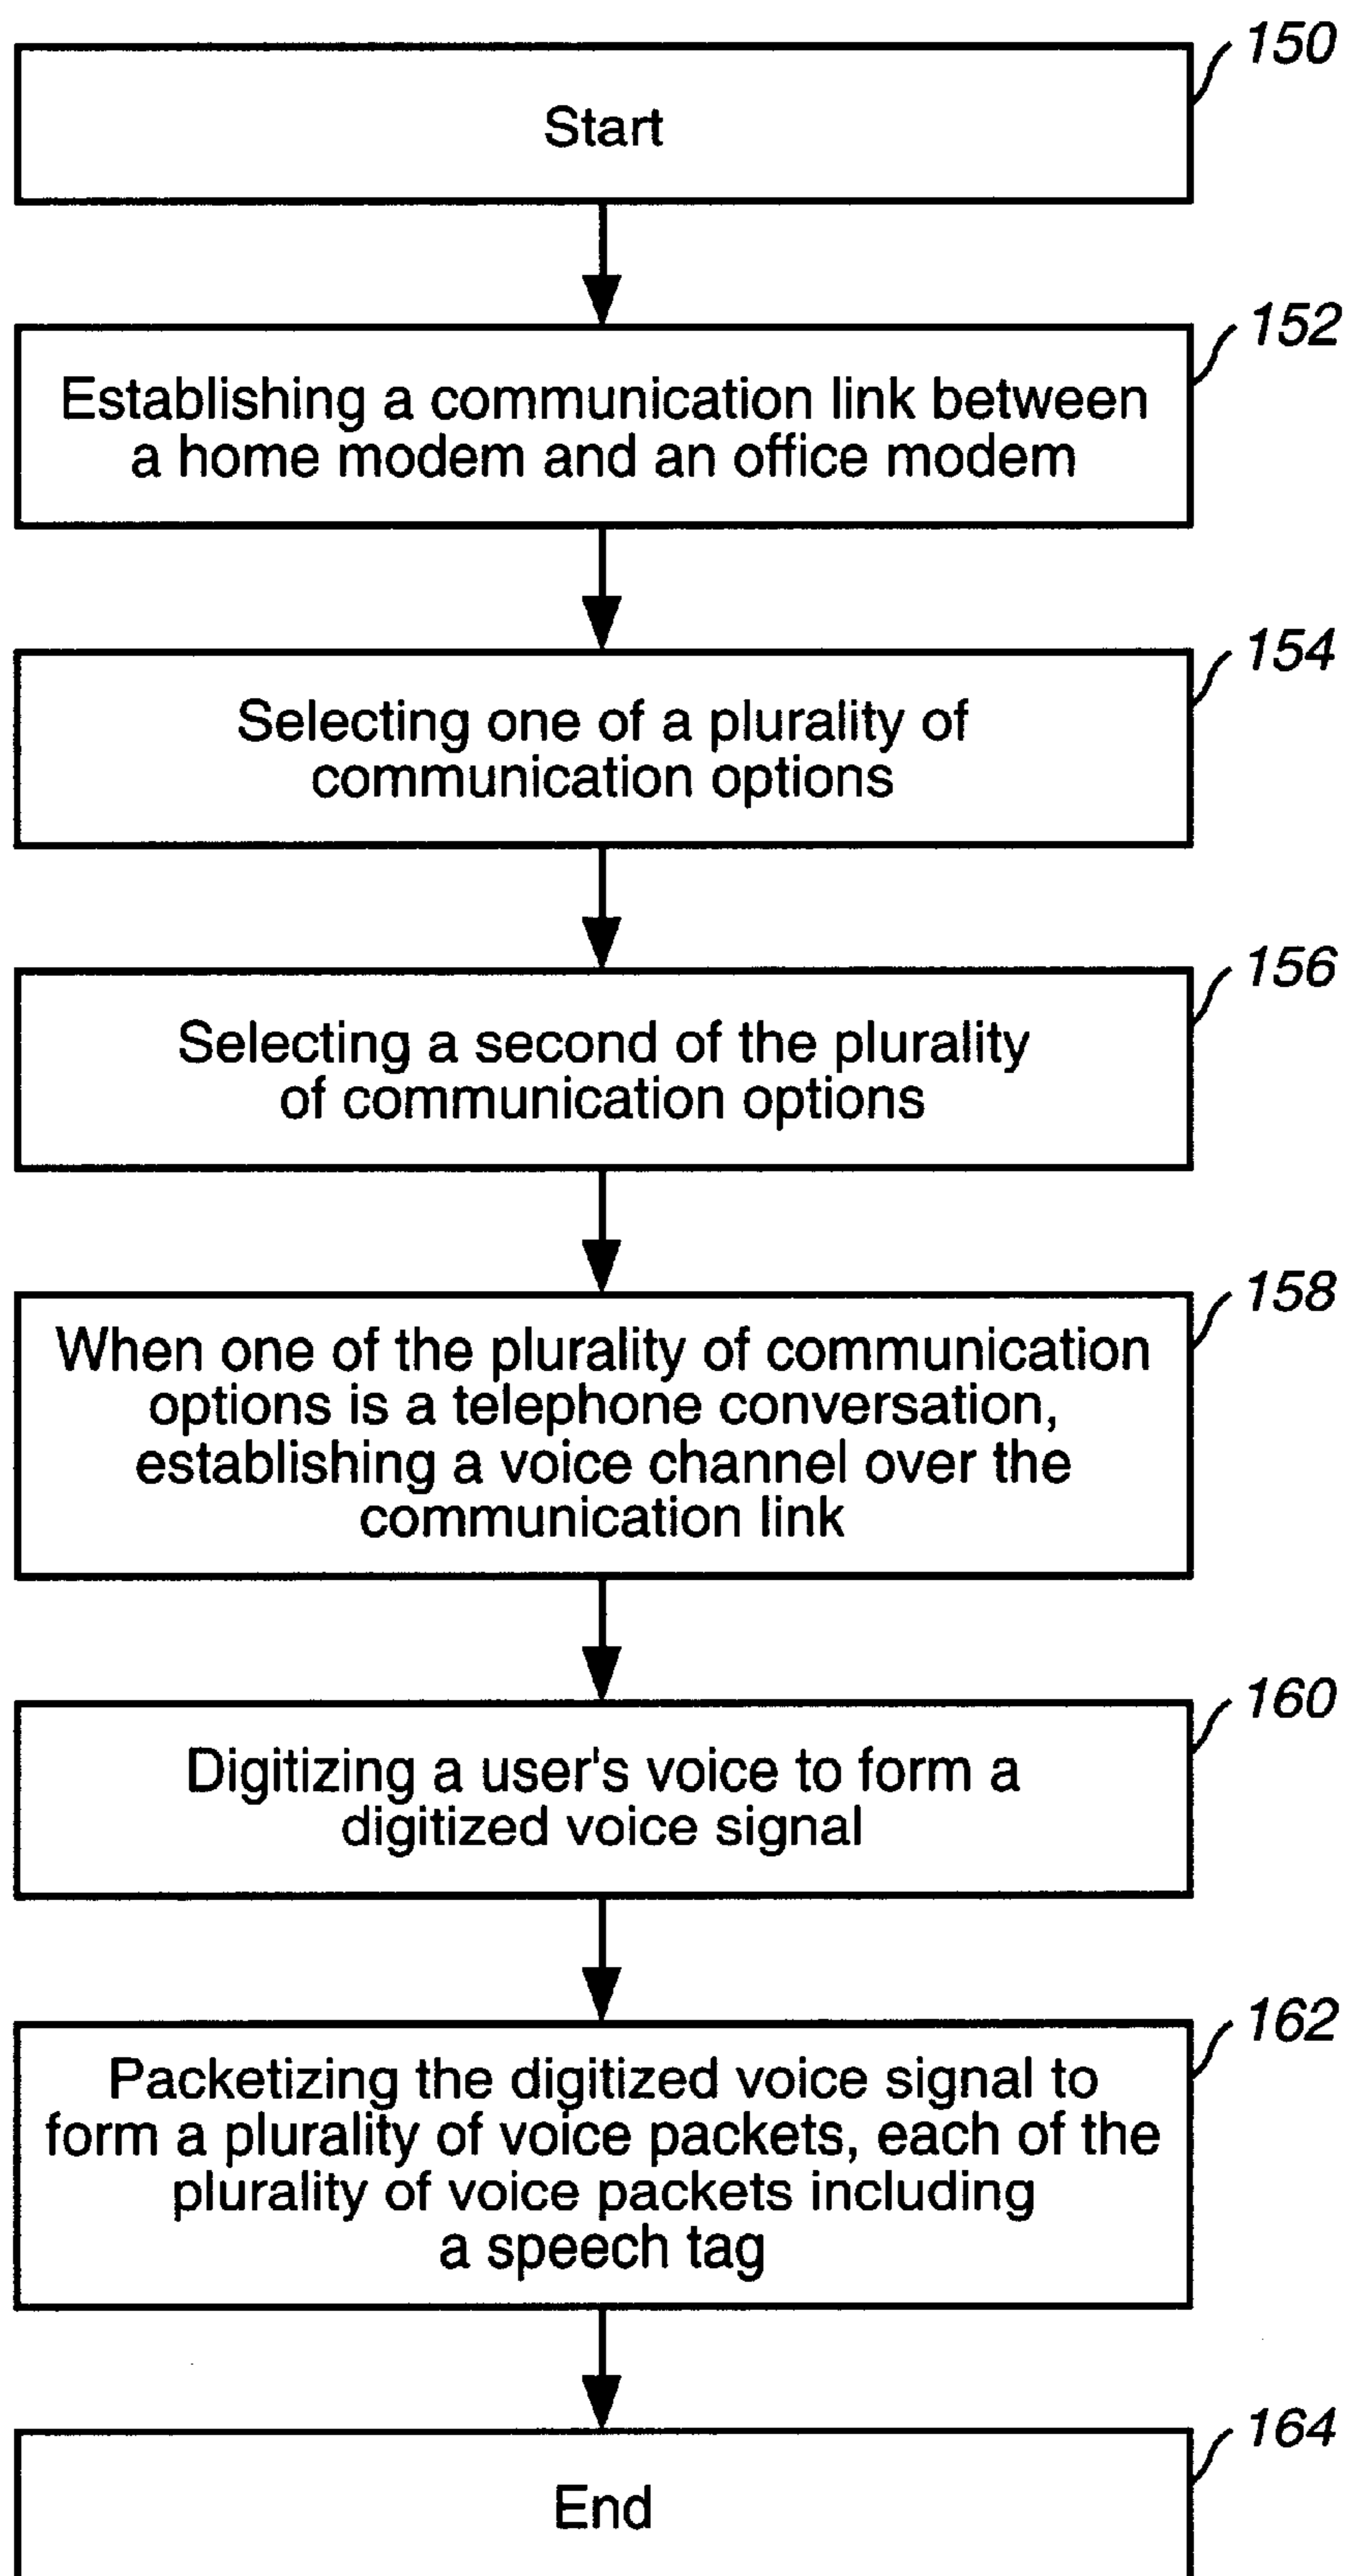 150
Start
152
Establishing a communication link between
a home modem and an office modem
154
Selecting one of a plurality of
communication options
156
Selecting a second of the plurality
of communication options
158
When one of the plurality of communication
options is a telephone conversation,
establishing a voice channel over the
communication link
160
Digitizing a user's voice to form a
digitized voice signal
162
Packetizing the digitized voice signal to
form a plurality of voice packets, each of the
plurality of voice packets including
a speech tag
164
End